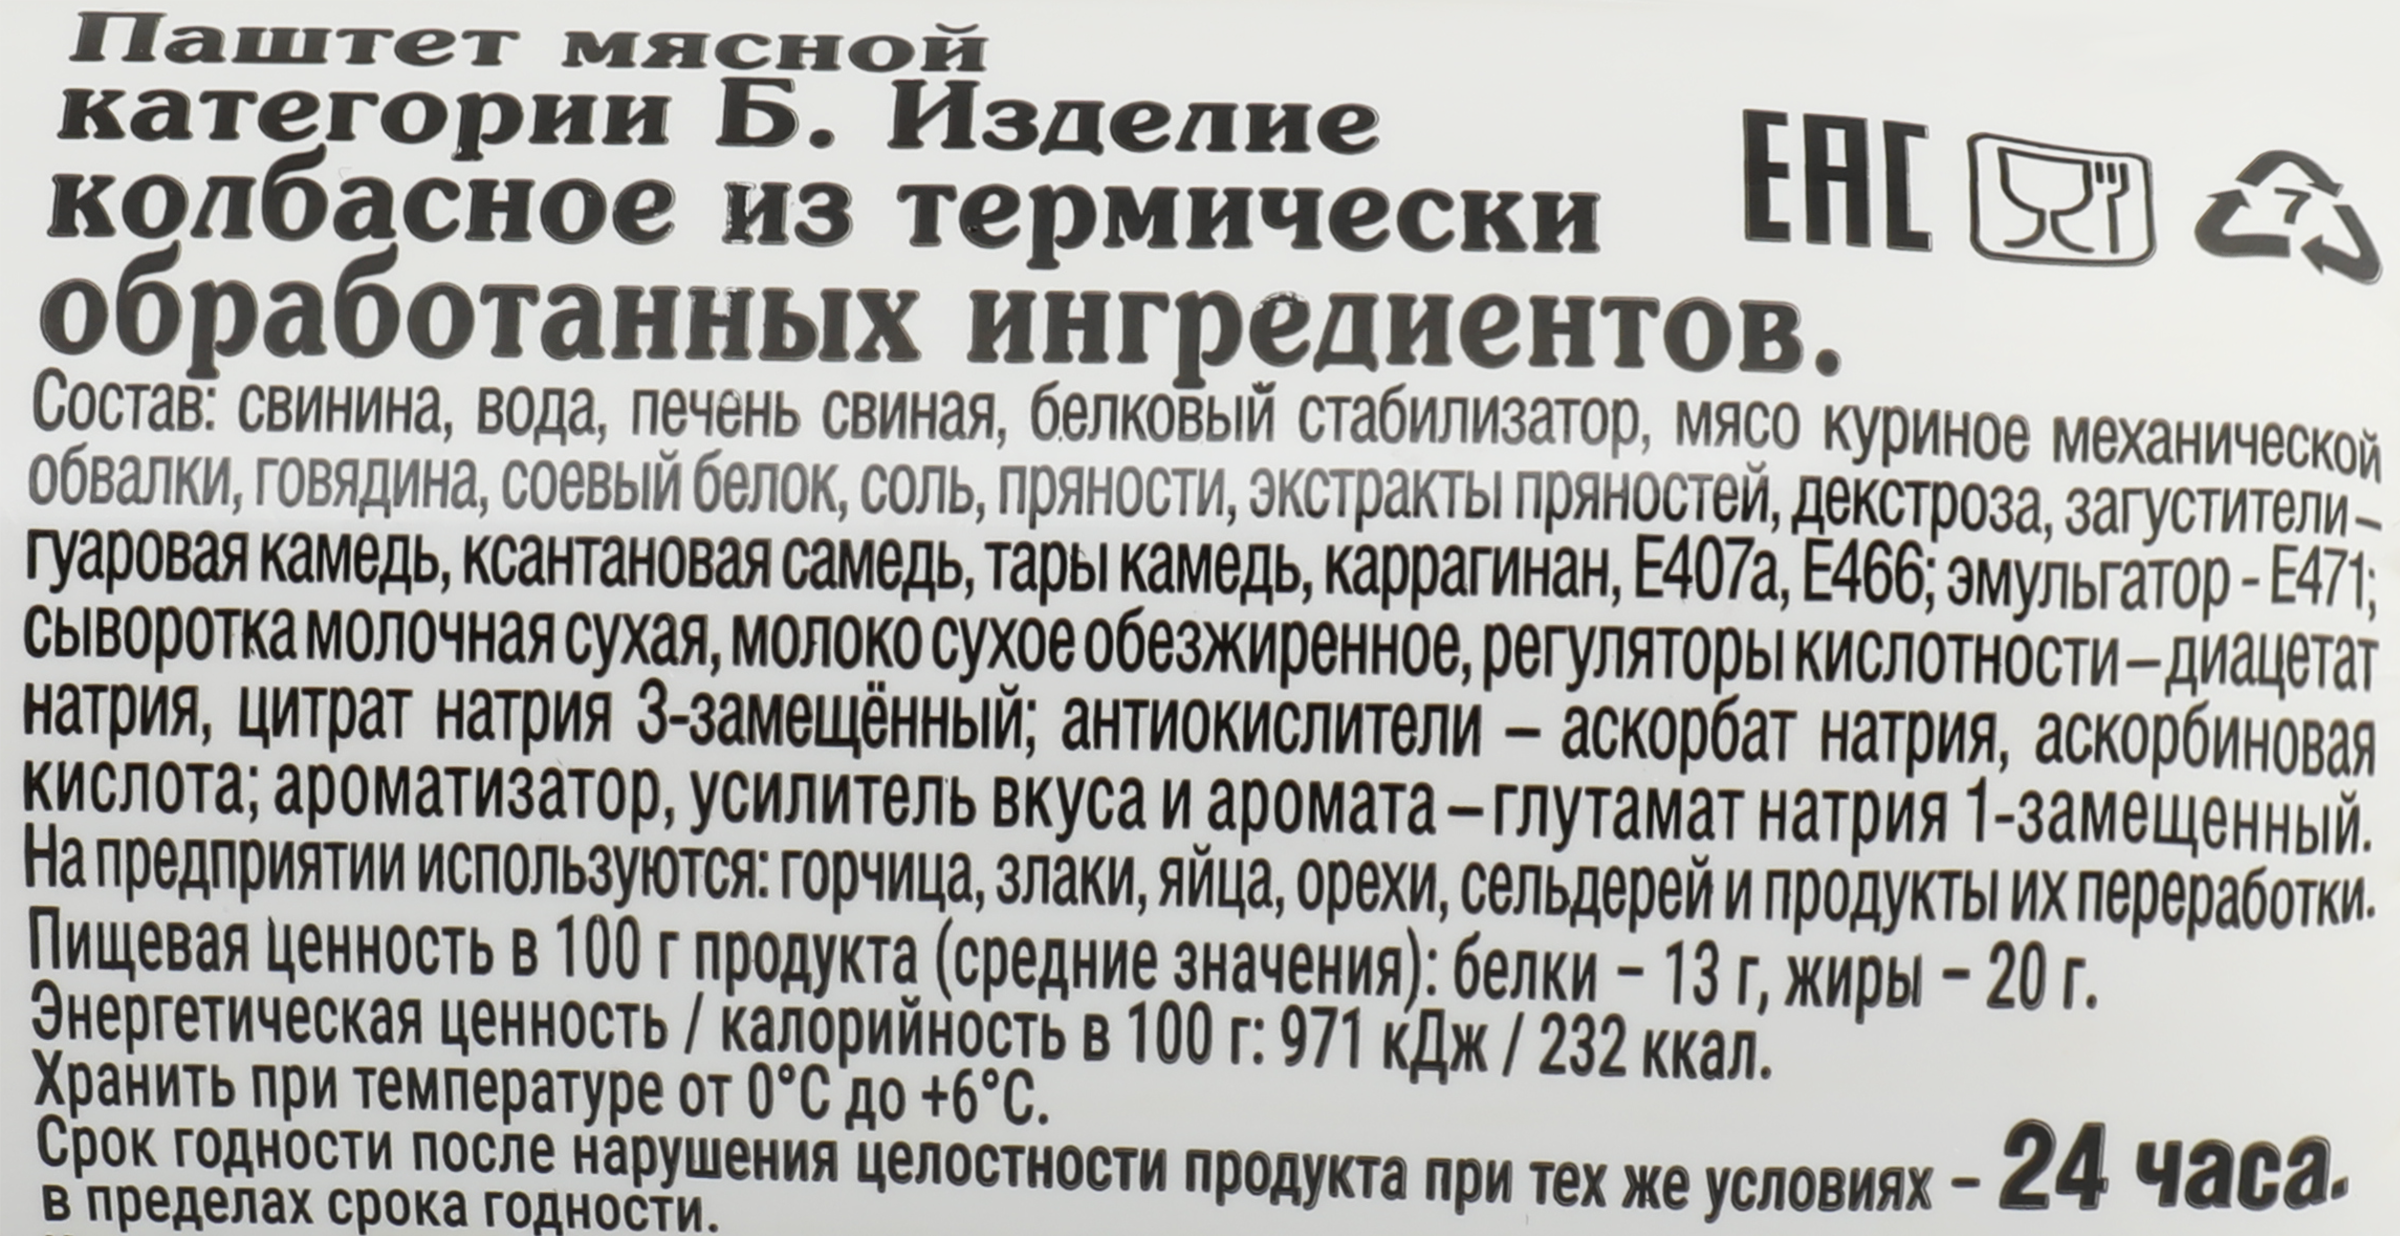 Паштет мясной
категории Б. Изделие
колбасное из термически
обработанных ингредиентов.
ЕАС
7
Состав: свинина, вода, печень свиная, белковый стабилизатор, мясо куриное механической
обвалки, говядина, соевый белок, соль, пряности, экстракты пряностей, декстроза, загустители –
гуаровая камедь, ксантановая самедь, тары камедь, каррагинан, Е407а, Е466; эмульгатор - Е471;
сыворотка молочная сухая, молоко сухое обезжиренное, регуляторы кислотности – диацетат
натрия, цитрат натрия 3-замещённый; антиокислители – аскорбат натрия, аскорбиновая
кислота; ароматизатор, усилитель вкуса и аромата – глутамат натрия 1-замещенный.
На предприятии используются: горчица, злаки, яйца, орехи, сельдерей и продукты их переработки.
Пищевая ценность в 100 г продукта (средние значения): белки – 13 г, жиры – 20 г.
Энергетическая ценность / калорийность в 100 г: 971 кДж / 232 ккал.
Хранить при температуре от 0°С до +6°С.
Срок годности после нарушения целостности продукта при тех же условиях – 24 часа.
в пределах срока годности.